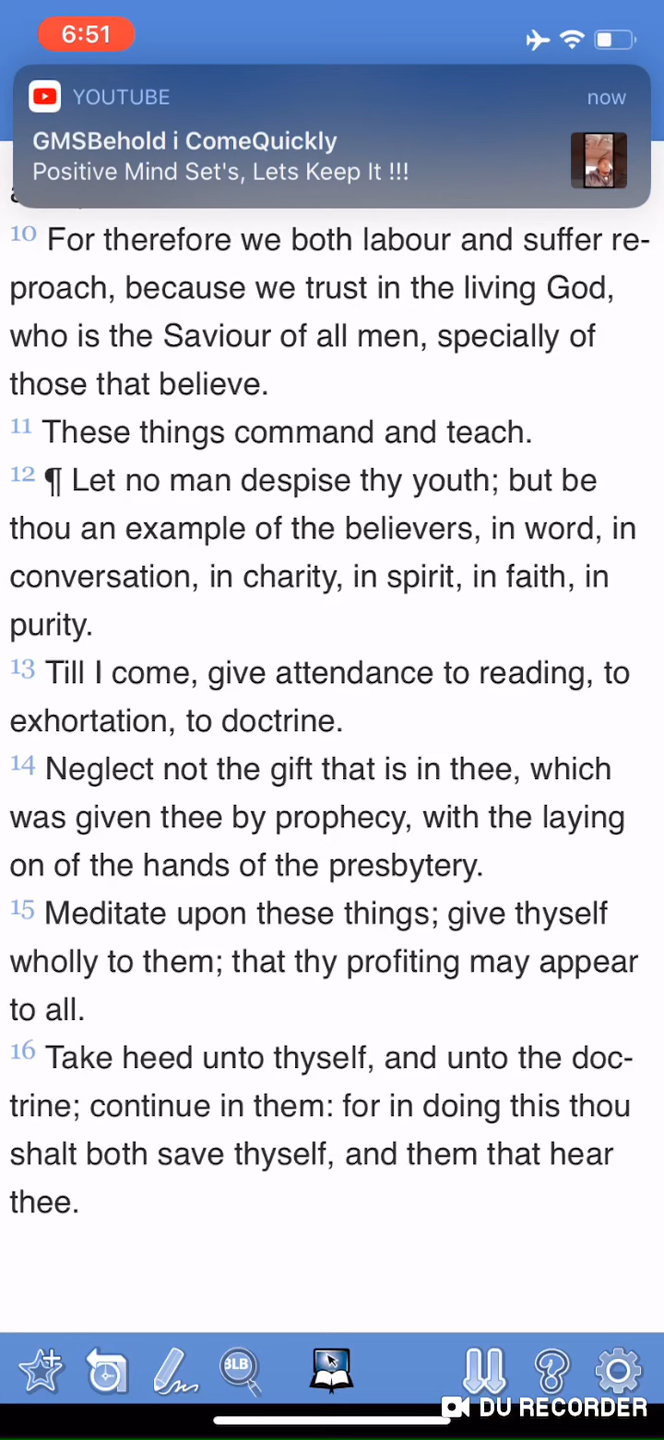 6:51
YOUTUBE
now
GMSBehold i ComeQuickly
Positive Mind Set's, Lets Keep It !!!
10 For therefore we both labour and suffer re-
proach, because we trust in the living God,
who is the Saviour of all men, specially of
those that believe.
11 These things command and teach.
12 ¶ Let no man despise thy youth; but be
thou an example of the believers, in word, in
conversation, in charity, in spirit, in faith, in
purity.
13 Till I come, give attendance to reading, to
exhortation, to doctrine.
14 Neglect not the gift that is in thee, which
was given thee by prophecy, with the laying
on of the hands of the presbytery.
15 Meditate upon these things; give thyself
wholly to them; that thy profiting may appear
to all.
16 Take heed unto thyself, and unto the doc-
trine; continue in them: for in doing this thou
shalt both save thyself, and them that hear
thee.
BLB
DU RECORDER